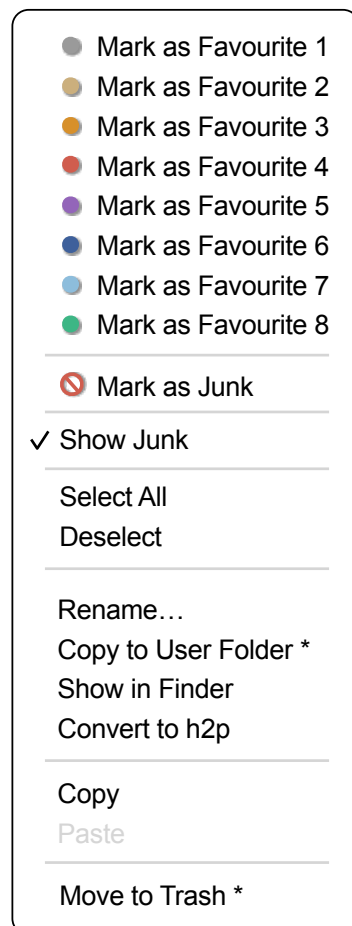 Mark as Favourite 1
Mark as Favourite 2
Mark as Favourite 3
Mark as Favourite 4
Mark as Favourite 5
Mark as Favourite 6
Mark as Favourite 7
Mark as Favourite 8
Mark as Junk
✓ Show Junk
Select All
Deselect
Rename…
Copy to User Folder *
Show in Finder
Convert to h2p
Copy
Paste
Move to Trash *